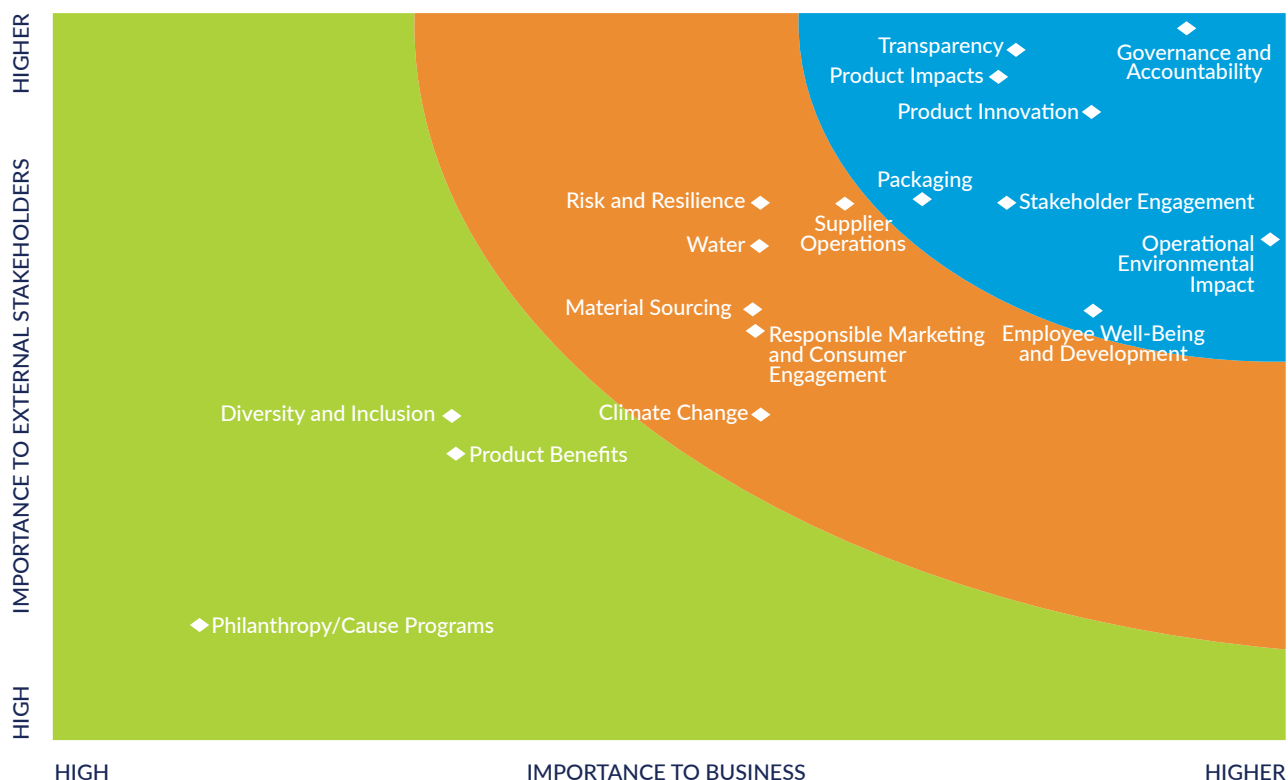 HIGHER
IMPORTANCE TO EXTERNAL STAKEHOLDERS
HIGH
Transparency
Governance and
Accountability
Product Impacts
Product Innovation
Packaging
Risk and Resilience
Stakeholder Engagement
Supplier
Operations
Water
Operational
Environmental
Impact
Material Sourcing
Responsible Marketing
and Consumer
Engagement
Employee Well-Being
and Development
Diversity and Inclusion
Climate Change
Product Benefits
Philanthropy/Cause Programs
HIGH
IMPORTANCE TO BUSINESS
HIGHER